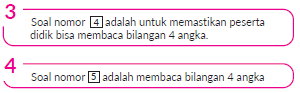 3
Soal nomor 4 adalah untuk memastikan peserta
didik bisa membaca bilangan 4 angka.
4
Soal nomor 5 adalah membaca bilangan 4 angka